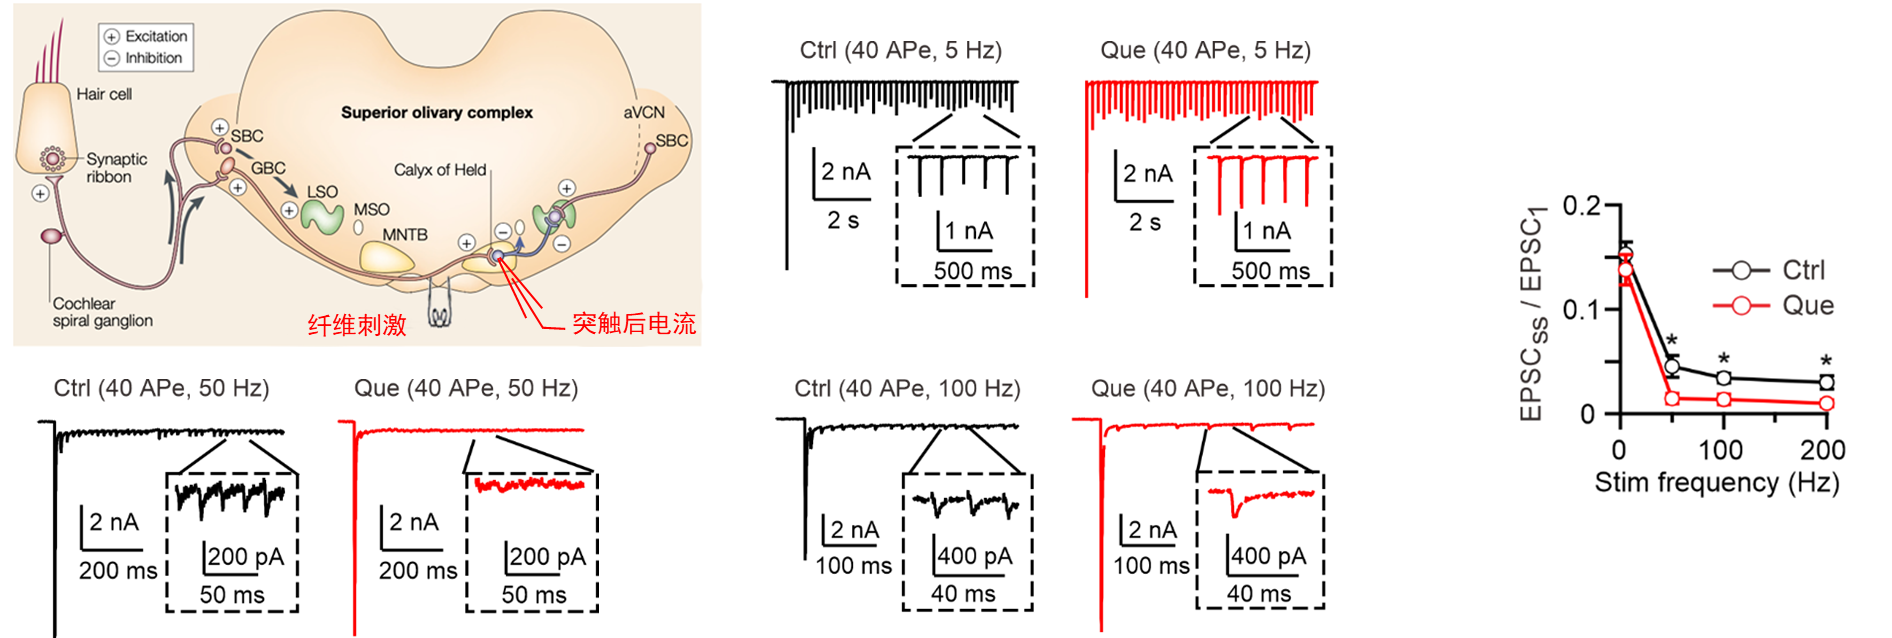 Excitation
Inhibition
Hair cell
Synaptic
ribbon
Cochlear
spiral ganglion
Superior olivary complex
SBC
GBC
LSO
MSO
MNTB
Calyx of Held
aVCN
SBC
纤维刺激
突触后电流
Ctrl (40 APe, 5 Hz)
2 nA
2 s
1 nA
500 ms
Que (40 APe, 5 Hz)
2 nA
2 s
1 nA
500 ms
Ctrl (40 APe, 50 Hz)
2 nA
200 ms
200 pA
50 ms
Que (40 APe, 50 Hz)
2 nA
200 ms
200 pA
50 ms
Ctrl (40 APe, 100 Hz)
2 nA
100 ms
400 pA
40 ms
Que (40 APe, 100 Hz)
2 nA
100 ms
400 pA
40 ms
EPSCss / EPSC1
0.2
0.1
0
Ctrl
Que
* * *
0 100 200
Stim frequency (Hz)